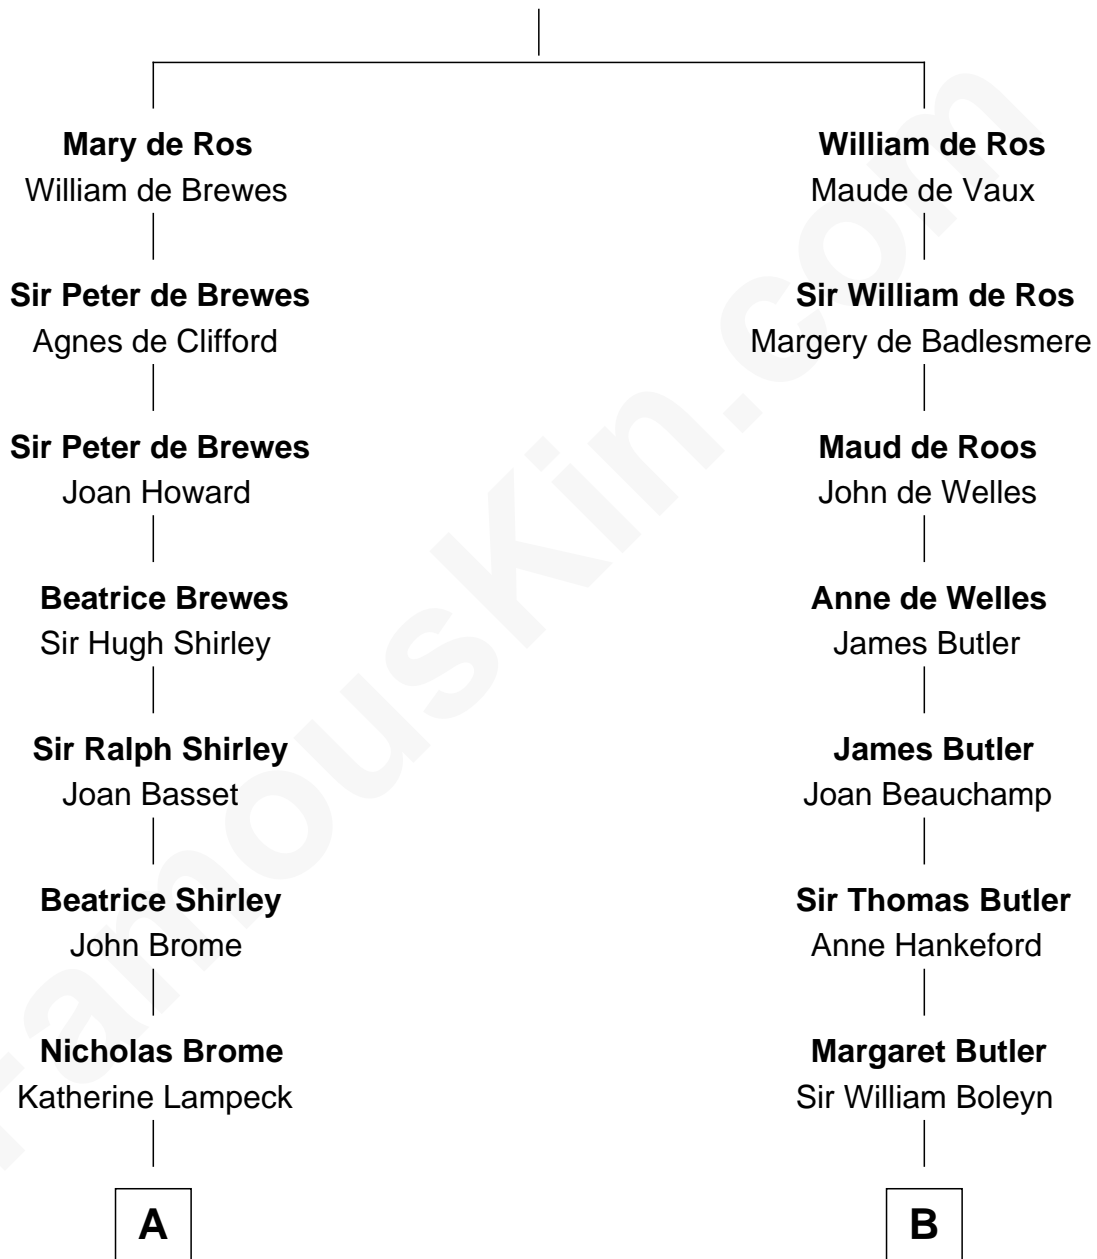 Mary de Ros
William de Brewes
Sir Peter de Brewes
Agnes de Clifford
Sir Peter de Brewes
Joan Howard
Beatrice Brewes
Sir Hugh Shirley
Sir Ralph Shirley
Joan Basset
Beatrice Shirley
John Brome
Nicholas Brome
Katherine Lampeck
A
William de Ros
Maude de Vaux
Sir William de Ros
Margery de Badlesmere
Maud de Roos
John de Welles
Anne de Welles
James Butler
James Butler
Joan Beauchamp
Sir Thomas Butler
Anne Hankeford
Margaret Butler
Sir William Boleyn
B
FamousKin.com